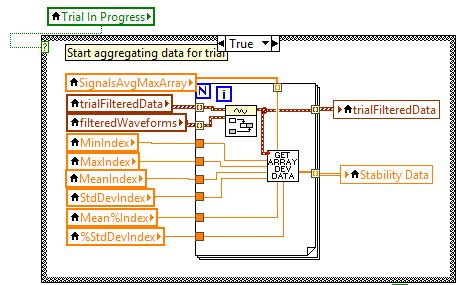 Trial In Progress
True
?
Start aggregating data for trial
SignalsAvgMaxArray
N
i
trialFilteredData
trialFilteredData
filteredWaveforms
MinIndex
GET
ARRAY
DEV
DATA
MaxIndex
MeanIndex
Stability Data
StdDevIndex
Mean%Index
%StdDevIndex